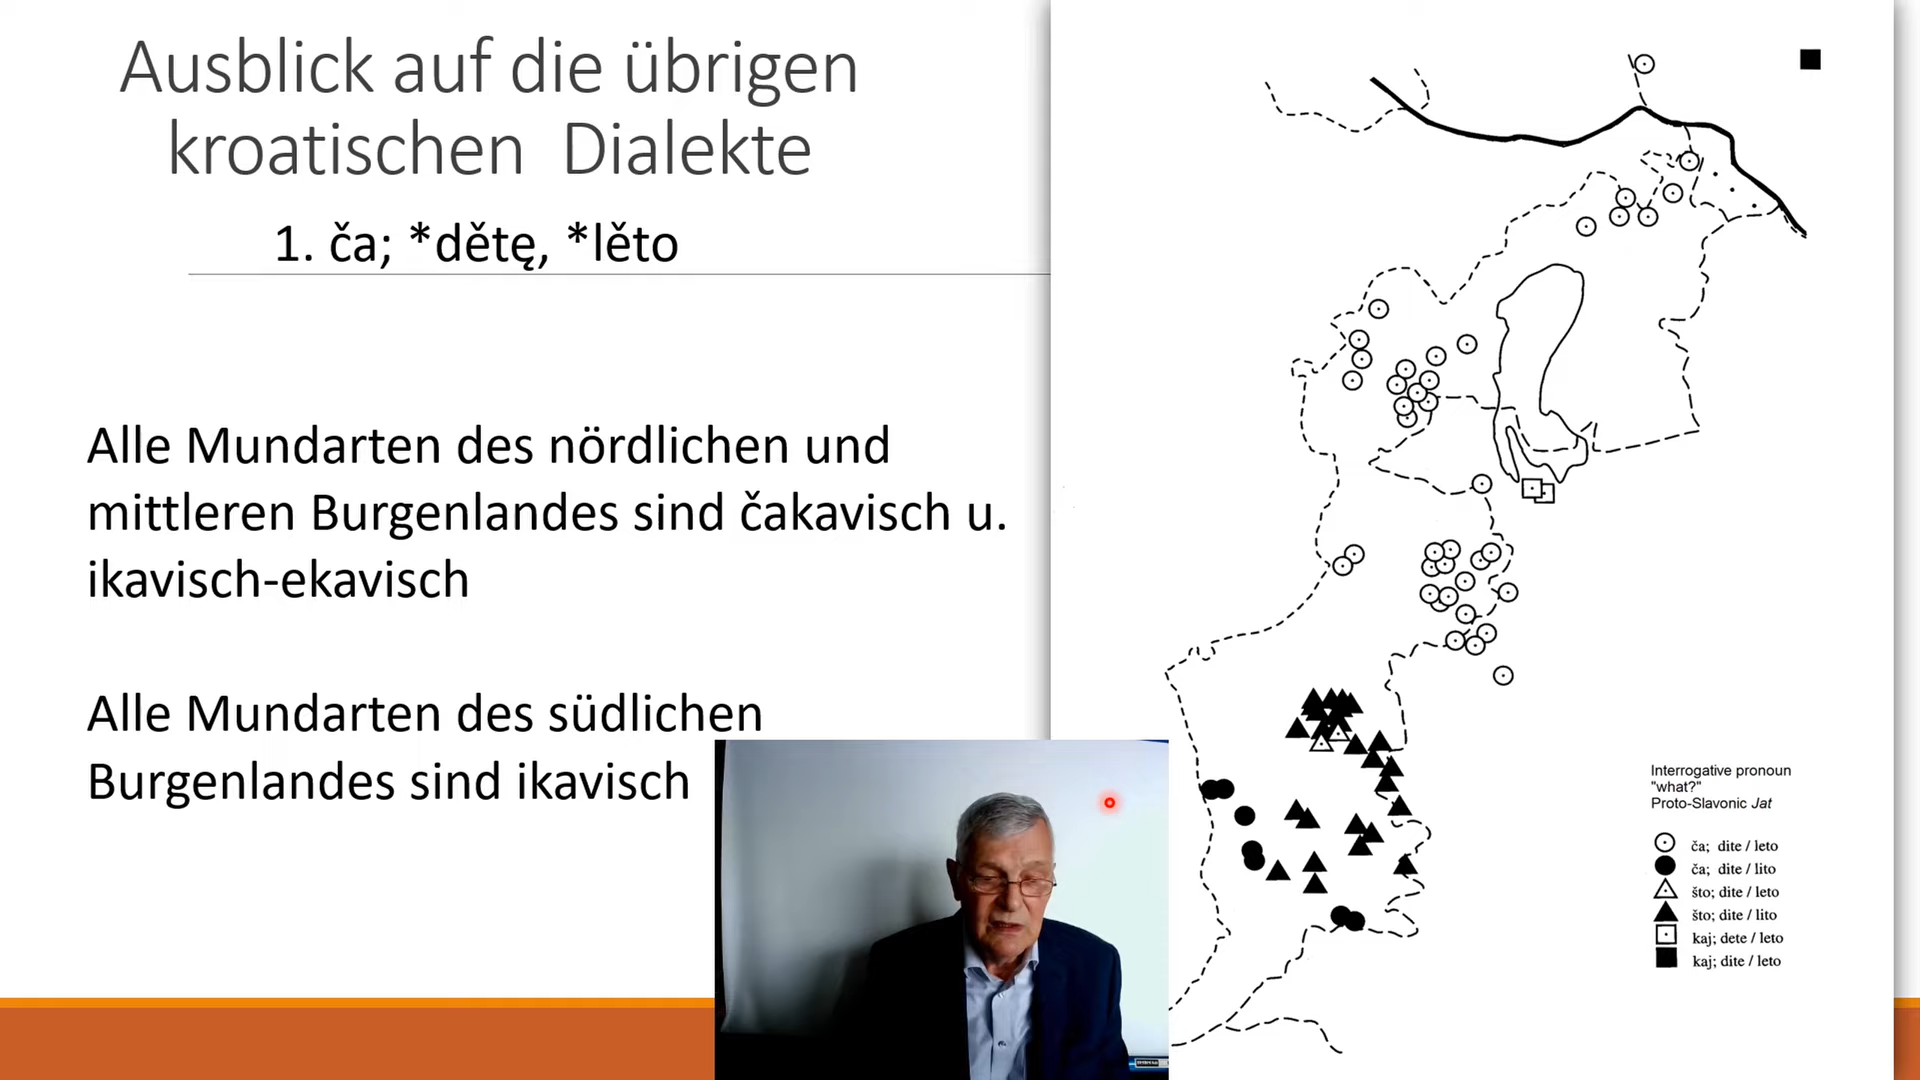 Ausblick auf die übrigen
kroatischen Dialekte
1. ča; *dětę, *lěto
Alle Mundarten des nördlichen und
mittleren Burgenlandes sind čakavisch u.
ikavisch-ekavisch
Alle Mundarten des südlichen
Burgenlandes sind ikavisch
Interrogative pronoun
"what?"
Proto-Slavonic Jat
ča; dite / leto
ča; dite / lito
što; dite / leto
što; dite / lito
kaj; dete / leto
kaj; dite / leto